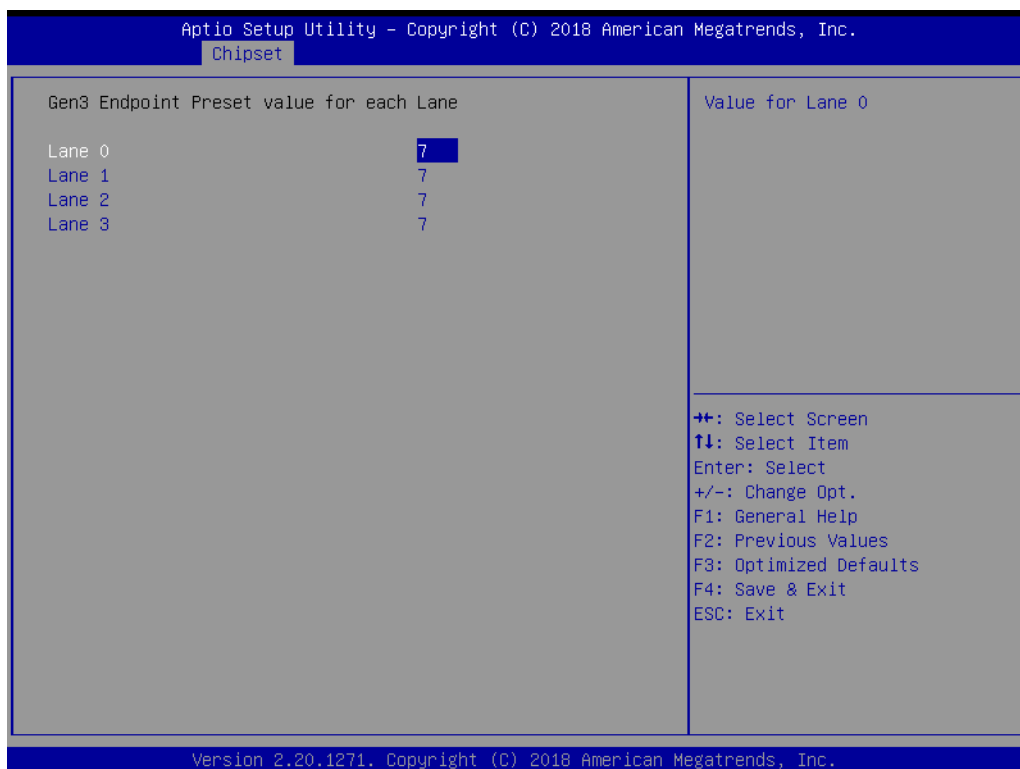 Aptio Setup Utility – Copyright (C) 2018 American Megatrends, Inc.
Chipset
Gen3 Endpoint Preset value for each Lane
Lane 0 7
Lane 1 7
Lane 2 7
Lane 3 7
Value for Lane 0
→←: Select Screen
↑↓: Select Item
Enter: Select
+/-: Change Opt.
F1: General Help
F2: Previous Values
F3: Optimized Defaults
F4: Save & Exit
ESC: Exit
Version 2.20.1271. Copyright (C) 2018 American Megatrends, Inc.